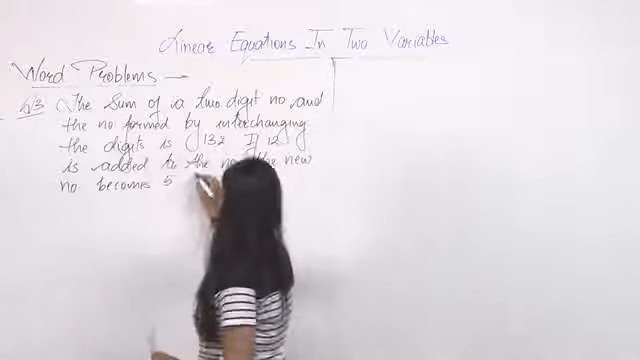 Linear Equations In Two Variables
Word Problems
The Sum of a two digit no and
the no formed by interchanging
the digits is 132 If 12
is added to the no the new
no becomes 5